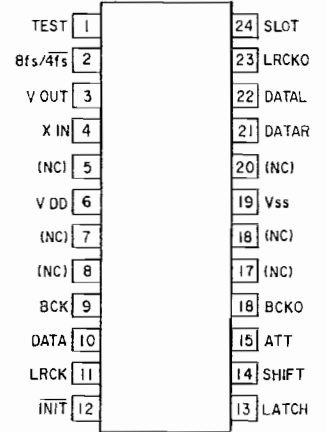 TEST 1
8fs/4̅f̅s̅ 2
V OUT 3
X IN 4
(NC) 5
V DD 6
(NC) 7
(NC) 8
BCK 9
DATA 10
LRCK 11
I̅N̅I̅T̅ 12
24 SLOT
23 LRCKO
22 DATAL
21 DATAR
20 (NC)
19 Vss
18 (NC)
17 (NC)
18 BCKO
15 ATT
14 SHIFT
13 LATCH